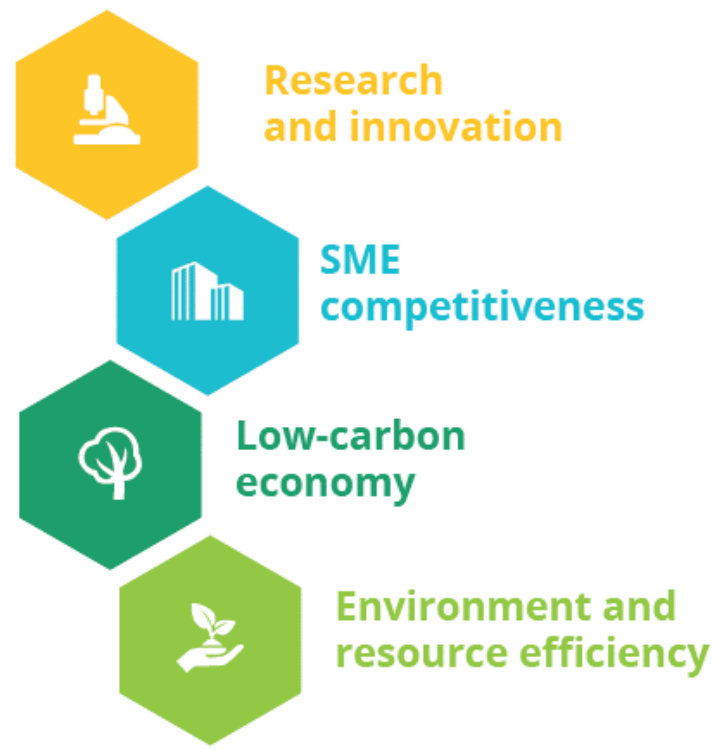 Research
and innovation
SME
competitiveness
Low-carbon
economy
Environment and
resource efficiency